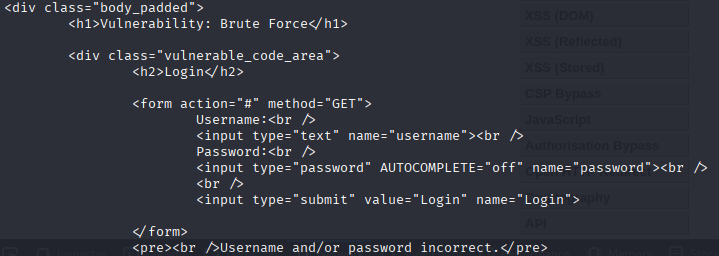 <div class="body_padded">
<h1>Vulnerability: Brute Force</h1>
<div class="vulnerable_code_area">
<h2>Login</h2>
<form action="#" method="GET">
Username:<br />
<input type="text" name="username"><br />
Password:<br />
<input type="password" AUTOCOMPLETE="off" name="password"><br />
<br />
<input type="submit" value="Login" name="Login">
</form>
<pre><br />Username and/or password incorrect.</pre>
XSS (DOM)
XSS (Reflected)
XSS (Stored)
CSP Bypass
JavaScript
Authorisation Bypass
API